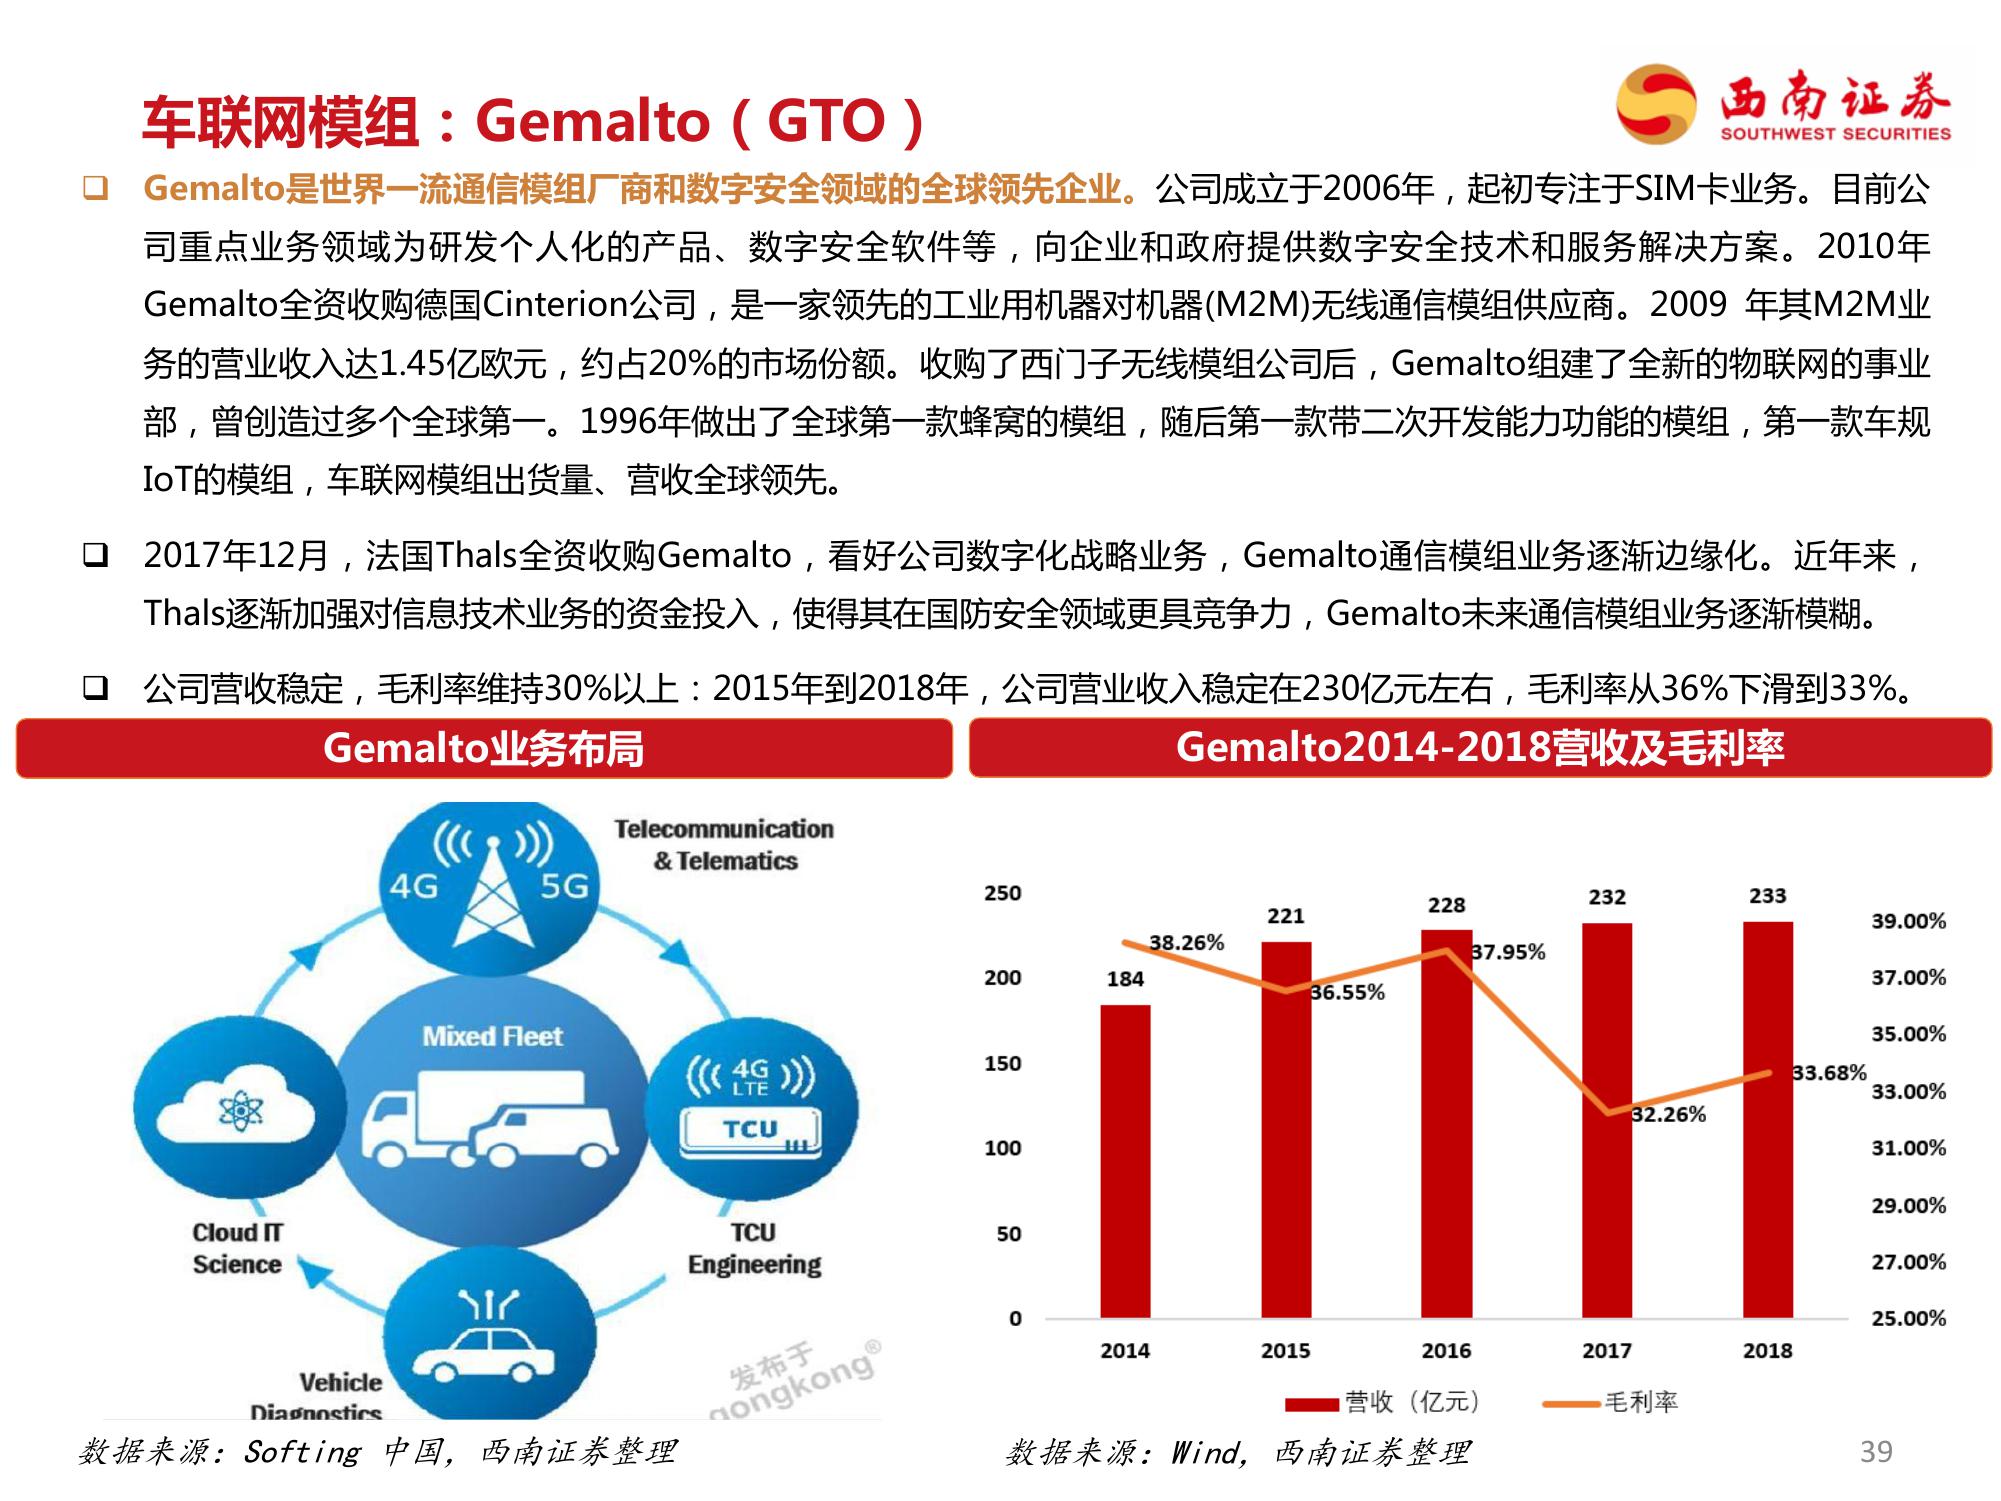 车联网模组：Gemalto（GTO）
西南证券
SOUTHWEST SECURITIES
Gemalto是世界一流通信模组厂商和数字安全领域的全球领先企业。公司成立于2006年，起初专注于SIM卡业务。目前公
司重点业务领域为研发个人化的产品、数字安全软件等，向企业和政府提供数字安全技术和服务解决方案。2010年
Gemalto全资收购德国Cinterion公司，是一家领先的工业用机器对机器(M2M)无线通信模组供应商。2009 年其M2M业
务的营业收入达1.45亿欧元，约占20%的市场份额。收购了西门子无线模组公司后，Gemalto组建了全新的物联网的事业
部，曾创造过多个全球第一。1996年做出了全球第一款蜂窝的模组，随后第一款带二次开发能力功能的模组，第一款车规
IoT的模组，车联网模组出货量、营收全球领先。
2017年12月，法国Thals全资收购Gemalto，看好公司数字化战略业务，Gemalto通信模组业务逐渐边缘化。近年来，
Thals逐渐加强对信息技术业务的资金投入，使得其在国防安全领域更具竞争力，Gemalto未来通信模组业务逐渐模糊。
公司营收稳定，毛利率维持30%以上：2015年到2018年，公司营业收入稳定在230亿元左右，毛利率从36%下滑到33%。
Gemalto业务布局
Telecommunication
& Telematics
4G 5G
Mixed Fleet
4G
LTE
TCU
Cloud IT
Science
TCU
Engineering
Vehicle
Diagnostics
发布于
gongkong®
数据来源：Softing 中国，西南证券整理
Gemalto2014-2018营收及毛利率
250
200
150
100
50
0
184
221
228
232
233
38.26%
36.55%
37.95%
32.26%
33.68%
39.00%
37.00%
35.00%
33.00%
31.00%
29.00%
27.00%
25.00%
2014
2015
2016
2017
2018
营收（亿元）
毛利率
数据来源：Wind，西南证券整理
39